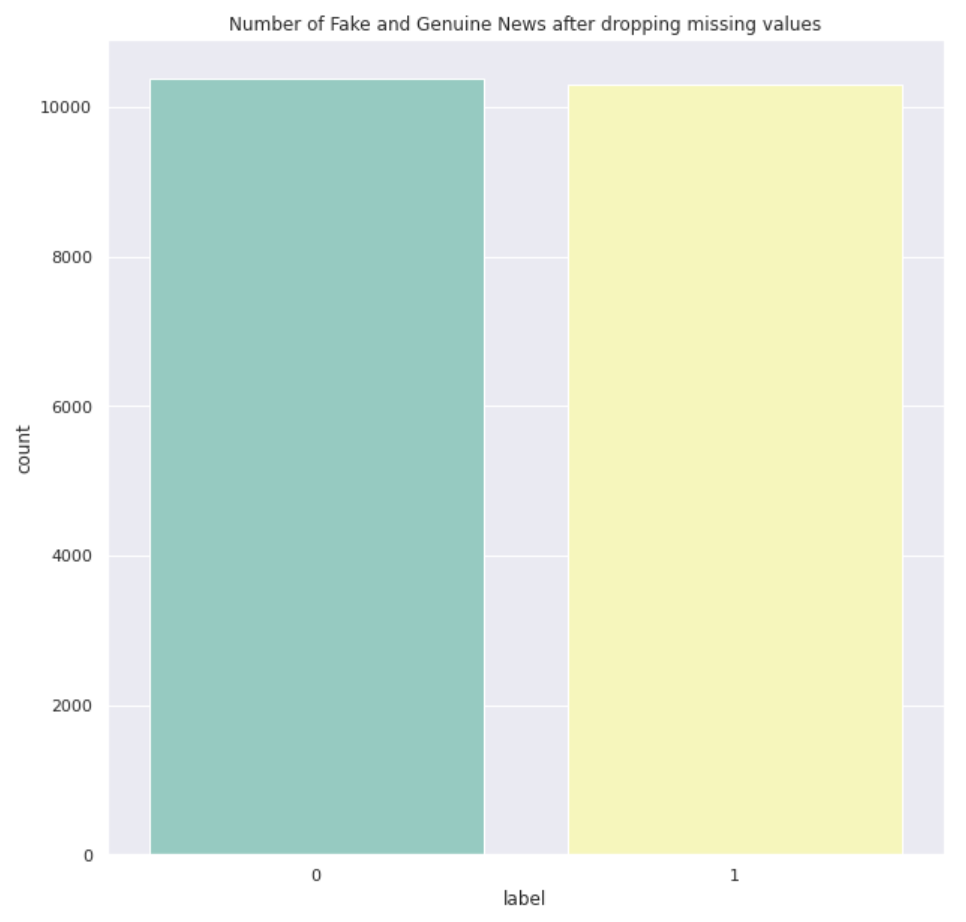 Number of Fake and Genuine News after dropping missing values
10000
8000
6000
4000
2000
0
count
0 1
label